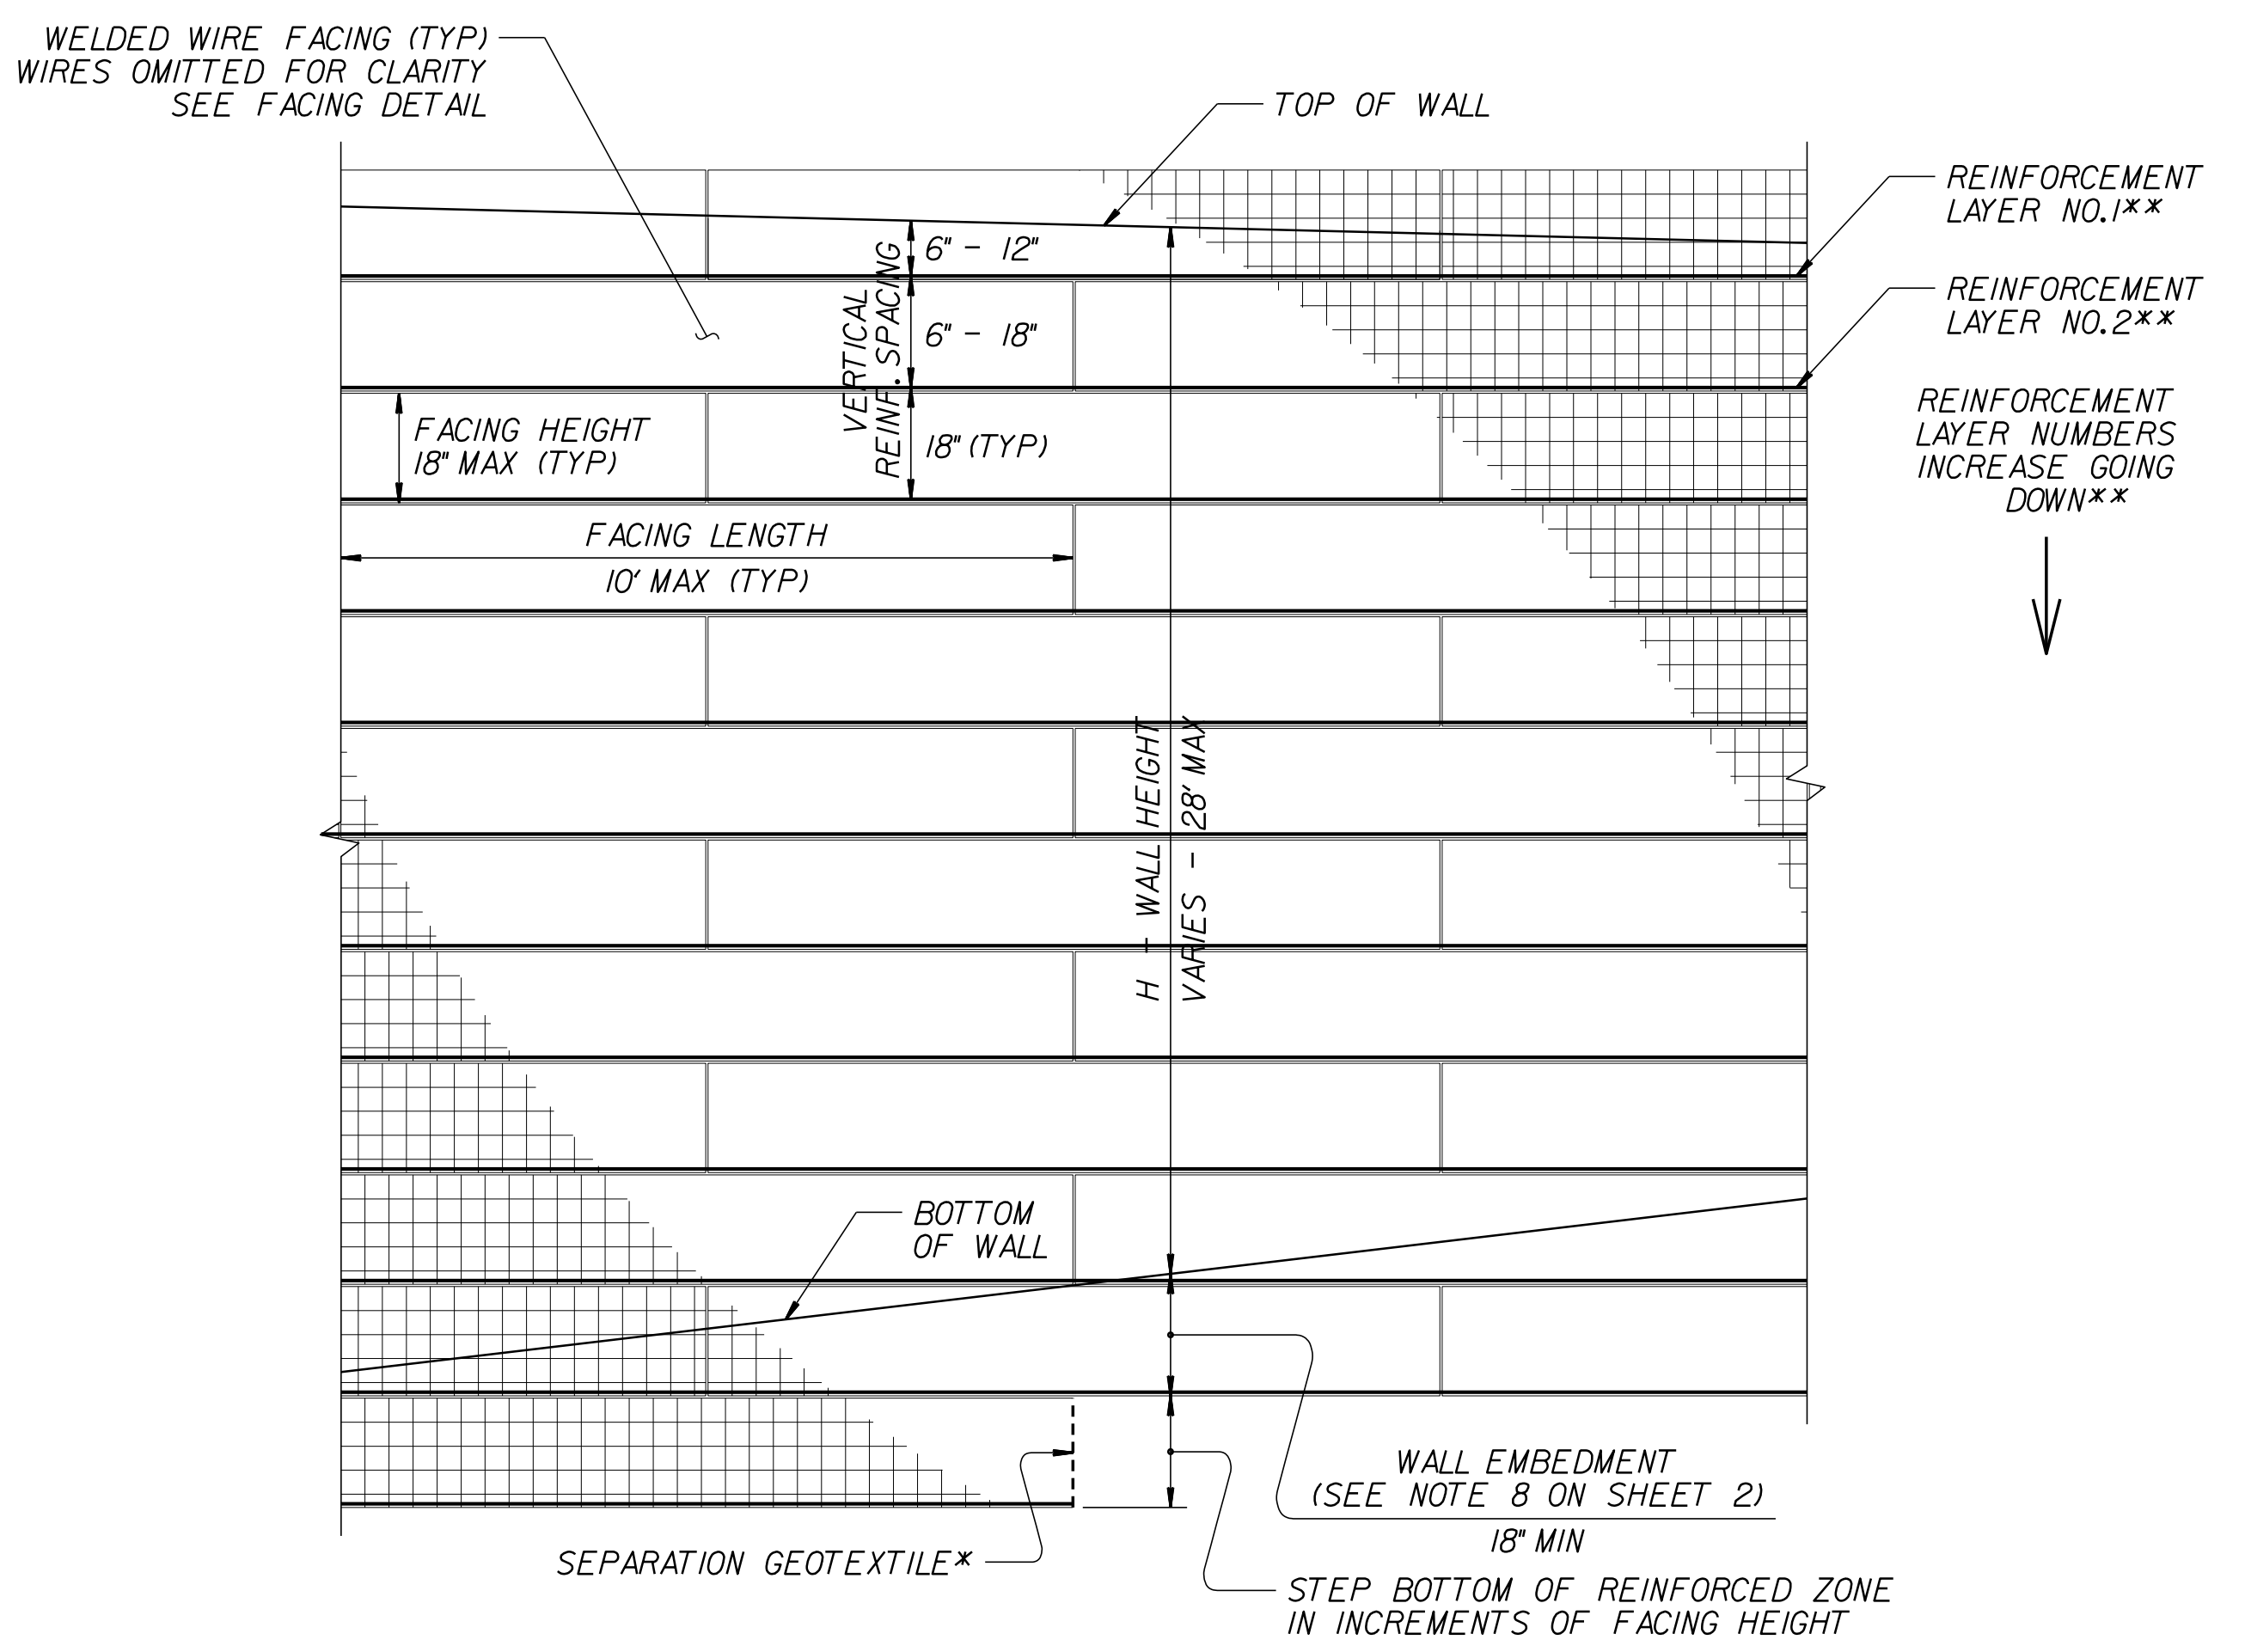 WELDED WIRE FACING (TYP)
WIRES OMITTED FOR CLARITY
SEE FACING DETAIL
TOP OF WALL
REINFORCEMENT
LAYER NO.1**
6" - 12"
VERTICAL
REINF. SPACING
6" - 18"
REINFORCEMENT
LAYER NO.2**
FACING HEIGHT
18" MAX (TYP)
18" (TYP)
REINFORCEMENT
LAYER NUMBERS
INCREASE GOING
DOWN**
FACING LENGTH
10' MAX (TYP)
H - WALL HEIGHT
VARIES - 28' MAX
BOTTOM
OF WALL
WALL EMBEDMENT
(SEE NOTE 8 ON SHEET 2)
18" MIN
SEPARATION GEOTEXTILE*
STEP BOTTOM OF REINFORCED ZONE
IN INCREMENTS OF FACING HEIGHT